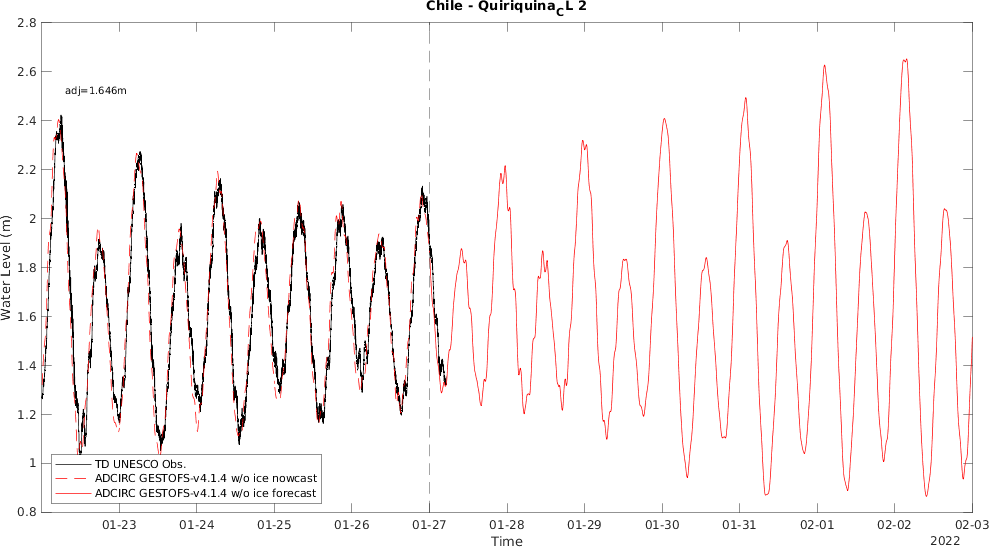 Chile - Quiriquina_CL 2
2.8
2.6
2.4
2.2
2
1.8
1.6
1.4
1.2
1
0.8
Water Level (m)
adj=1.646m
TD UNESCO Obs.
ADCIRC GESTOFS-v4.1.4 w/o ice nowcast
ADCIRC GESTOFS-v4.1.4 w/o ice forecast
01-23 01-24 01-25 01-26 01-27 01-28 01-29 01-30 01-31 02-01 02-02 02-03
Time
2022